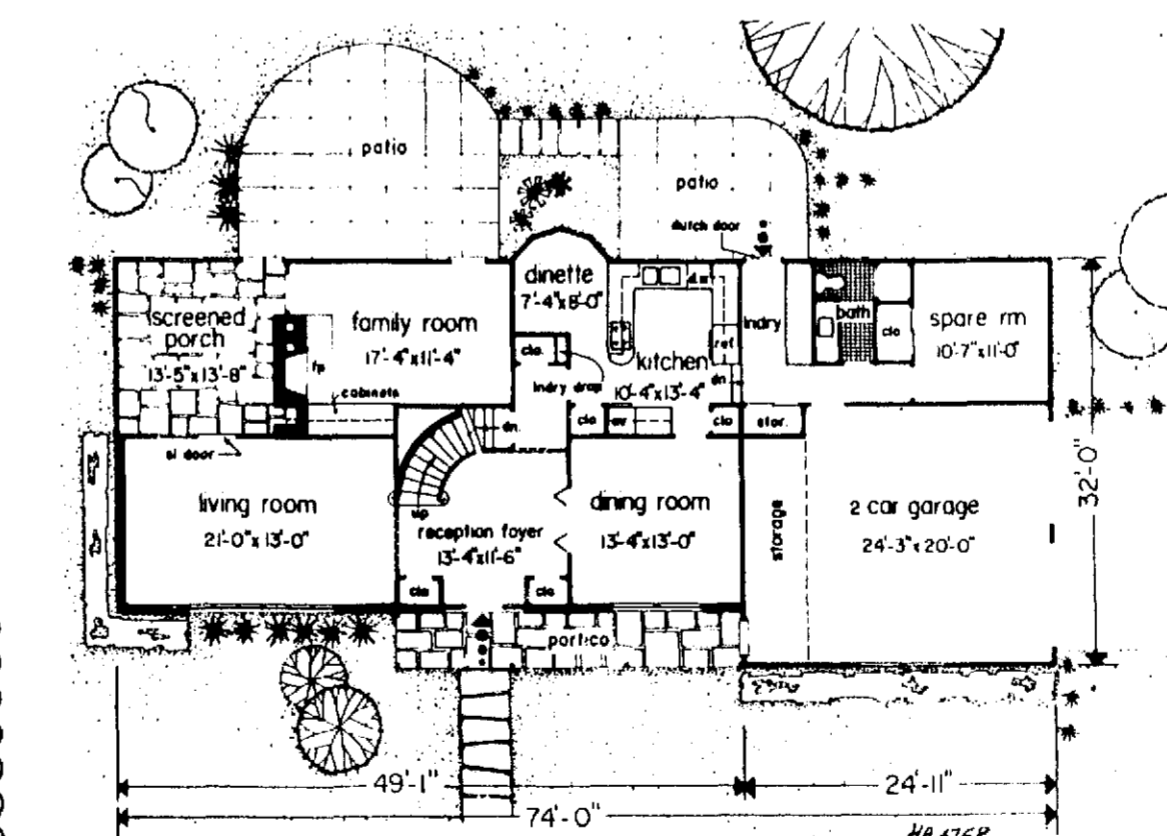 patio
patio
dutch door
dinette
7'-4"x8'-0"
screened
porch
13'-5"x13'-8"
family room
17'-4"x11'-4"
fp
cabinets
clo
lndry drop
kitchen
10'-4"x13'-4"
ref
dn
lndry
bath
clo
spare rm
10'-7"x11'-0"
dn
clo
ov
clo
stor.
sl door
living room
21'-0"x13'-0"
up
reception foyer
13'-4"x11'-6"
dining room
13'-4"x13'-0"
storage
2 car garage
24'-3"x20'-0"
32'-0"
clo
clo
portico
49'-1"
24'-11"
74'-0"